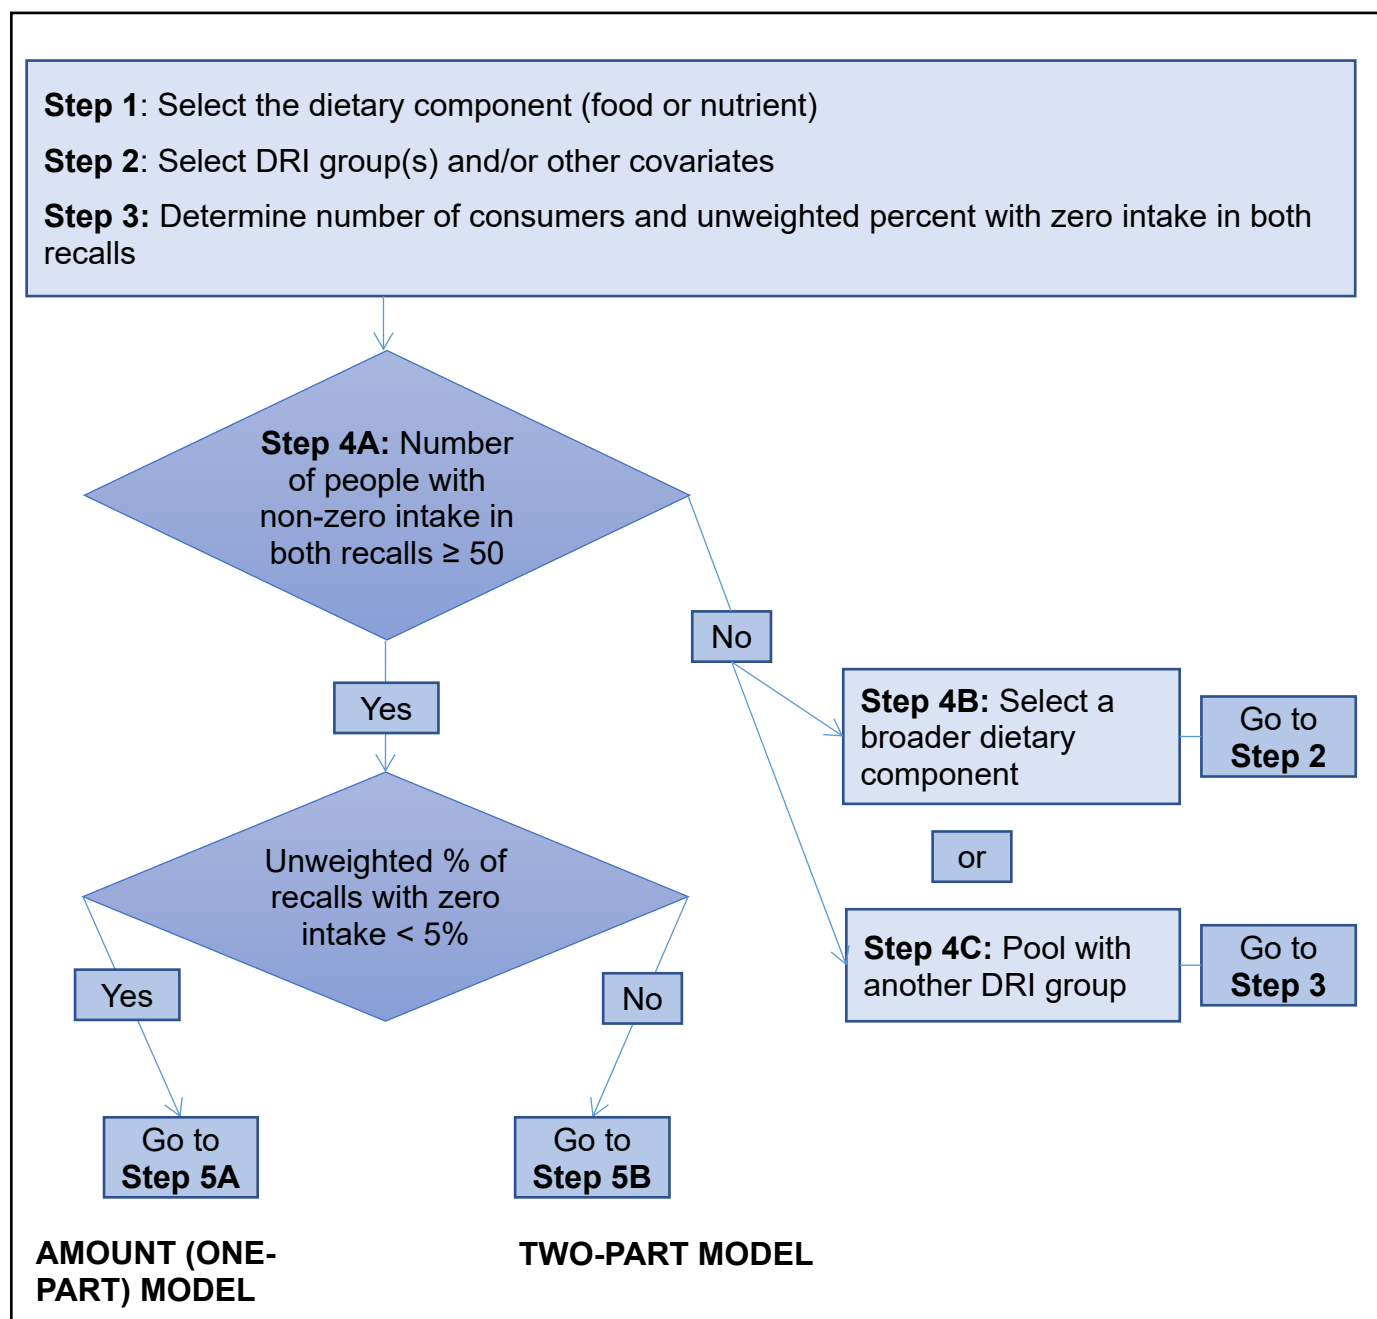 Step 1: Select the dietary component (food or nutrient)
Step 2: Select DRI group(s) and/or other covariates
Step 3: Determine number of consumers and unweighted percent with zero intake in both
recalls
Step 4A: Number
of people with
non-zero intake in
both recalls ≥ 50
No
Yes
Step 4B: Select a
broader dietary
component
Go to
Step 2
or
Unweighted % of
recalls with zero
intake < 5%
Step 4C: Pool with
another DRI group
Go to
Step 3
Yes
No
Go to
Step 5A
Go to
Step 5B
AMOUNT (ONE-
PART) MODEL
TWO-PART MODEL